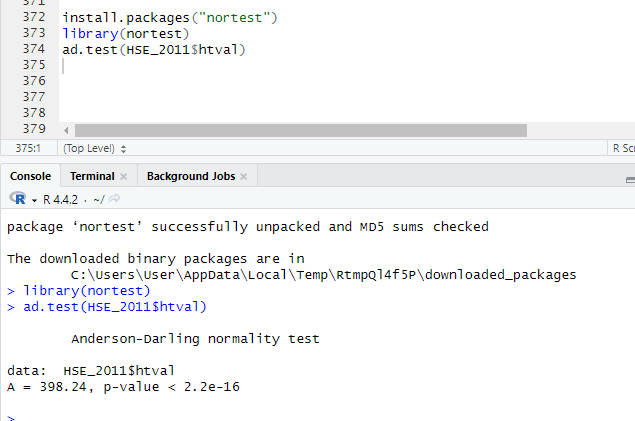 371
372 install.packages("nortest")
373 library(nortest)
374 ad.test(HSE_2011$htval)
375
376
377
378
379
375:1 (Top Level) R Scr
Console Terminal Background Jobs
R 4.4.2 · ~/
package ‘nortest’ successfully unpacked and MD5 sums checked
The downloaded binary packages are in
C:\Users\User\AppData\Local\Temp\RtmpQl4f5P\downloaded_packages
> library(nortest)
> ad.test(HSE_2011$htval)
Anderson-Darling normality test
data: HSE_2011$htval
A = 398.24, p-value < 2.2e-16
>